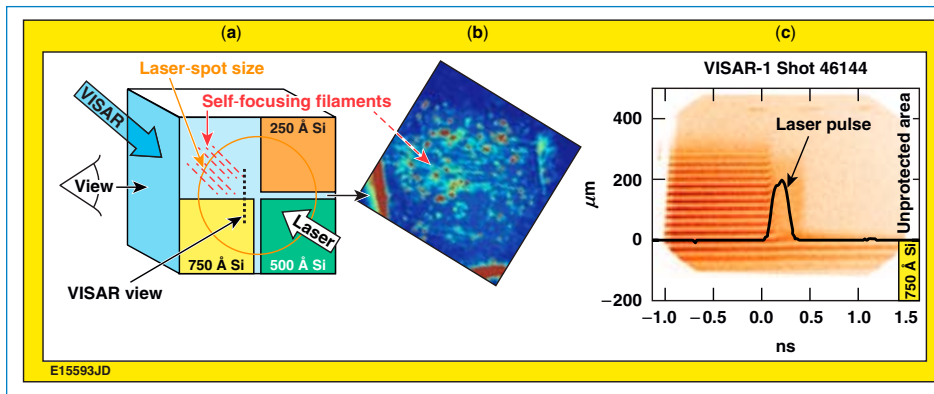 (a)
(b)
(c)
Laser-spot size
Self-focusing filaments
VISAR
250 Å Si
View
Laser
750 Å Si
500 Å Si
VISAR view
VISAR-1 Shot 46144
Laser pulse
Unprotected area
750 Å Si
μm
400
200
0
−200
−1.0 −0.5 0.0 0.5 1.0 1.5
ns
E15593JD